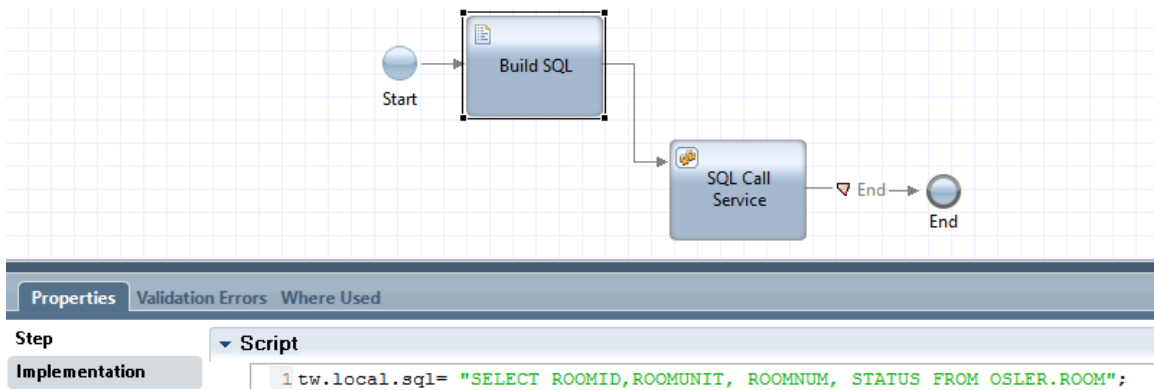 Build SQL
Start
SQL Call
Service
End
End
Properties Validation Errors Where Used
Step
Script
Implementation
1 tw.local.sql= "SELECT ROOMID,ROOMUNIT, ROOMNUM, STATUS FROM OSLER.ROOM";